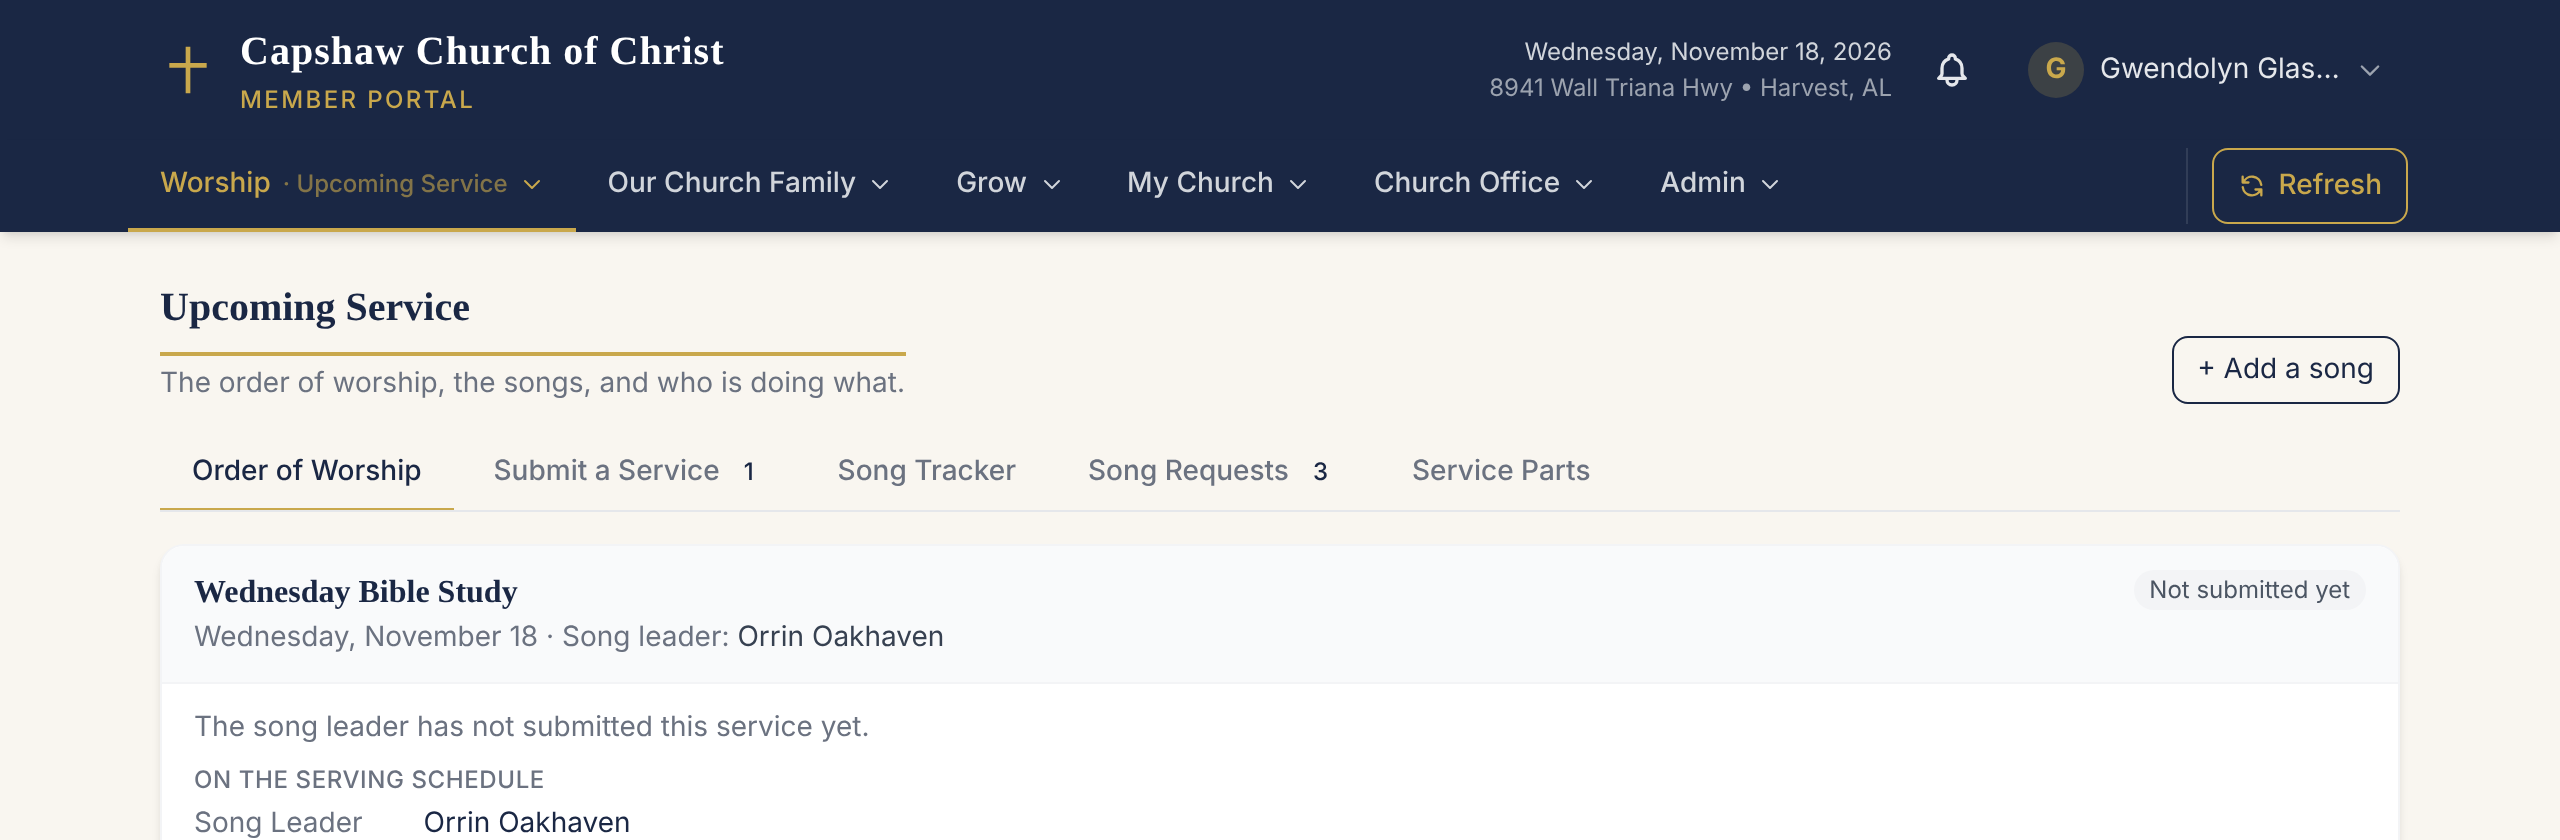 Capshaw Church of Christ
MEMBER PORTAL
Wednesday, November 18, 2026
8941 Wall Triana Hwy • Harvest, AL
G
Gwendolyn Glas...
Worship · Upcoming Service
Our Church Family
Grow
My Church
Church Office
Admin
Refresh
Upcoming Service
The order of worship, the songs, and who is doing what.
+ Add a song
Order of Worship
Submit a Service 1
Song Tracker
Song Requests 3
Service Parts
Wednesday Bible Study
Not submitted yet
Wednesday, November 18 · Song leader: Orrin Oakhaven
The song leader has not submitted this service yet.
ON THE SERVING SCHEDULE
Song Leader Orrin Oakhaven